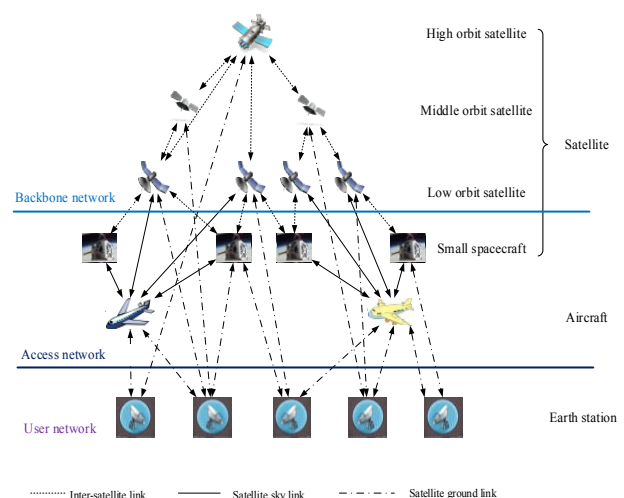 High orbit satellite
Middle orbit satellite
Satellite
Low orbit satellite
Backbone network
Small spacecraft
Aircraft
Access network
Earth station
User network
Inter-satellite link
Satellite sky link
Satellite ground link